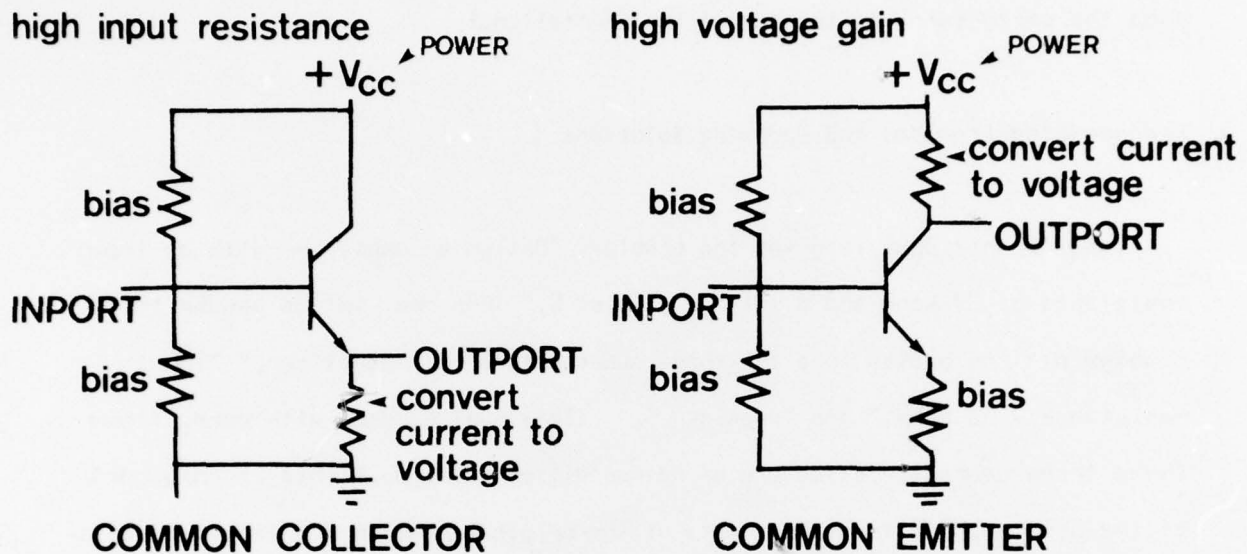 high input resistance
POWER
+ VCC
bias
INPORT
bias
OUTPORT
convert
current to
voltage
COMMON COLLECTOR
high voltage gain
POWER
+ VCC
convert current
to voltage
bias
OUTPORT
INPORT
bias
bias
COMMON EMITTER